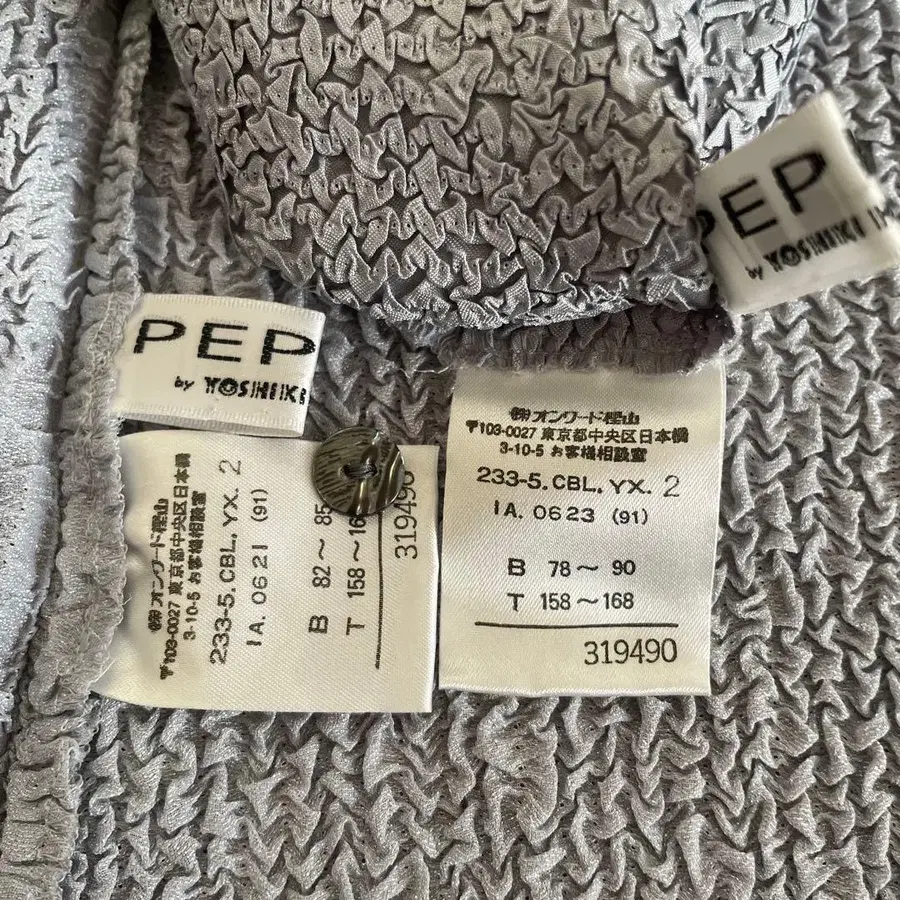 PEP
by YOSHIKI
PEP
by YOSHIKI
㈱オンワード樫山
〒103-0027 東京都中央区日本橋
3-10-5 お客様相談室
233-5. CBL. YX. 2
IA. 0621 (91)
B 82～85
T 158～16
319490
㈱オンワード樫山
〒103-0027 東京都中央区日本橋
3-10-5 お客様相談室
233-5. CBL. YX. 2
IA. 0623 (91)
B 78～90
T 158～168
319490